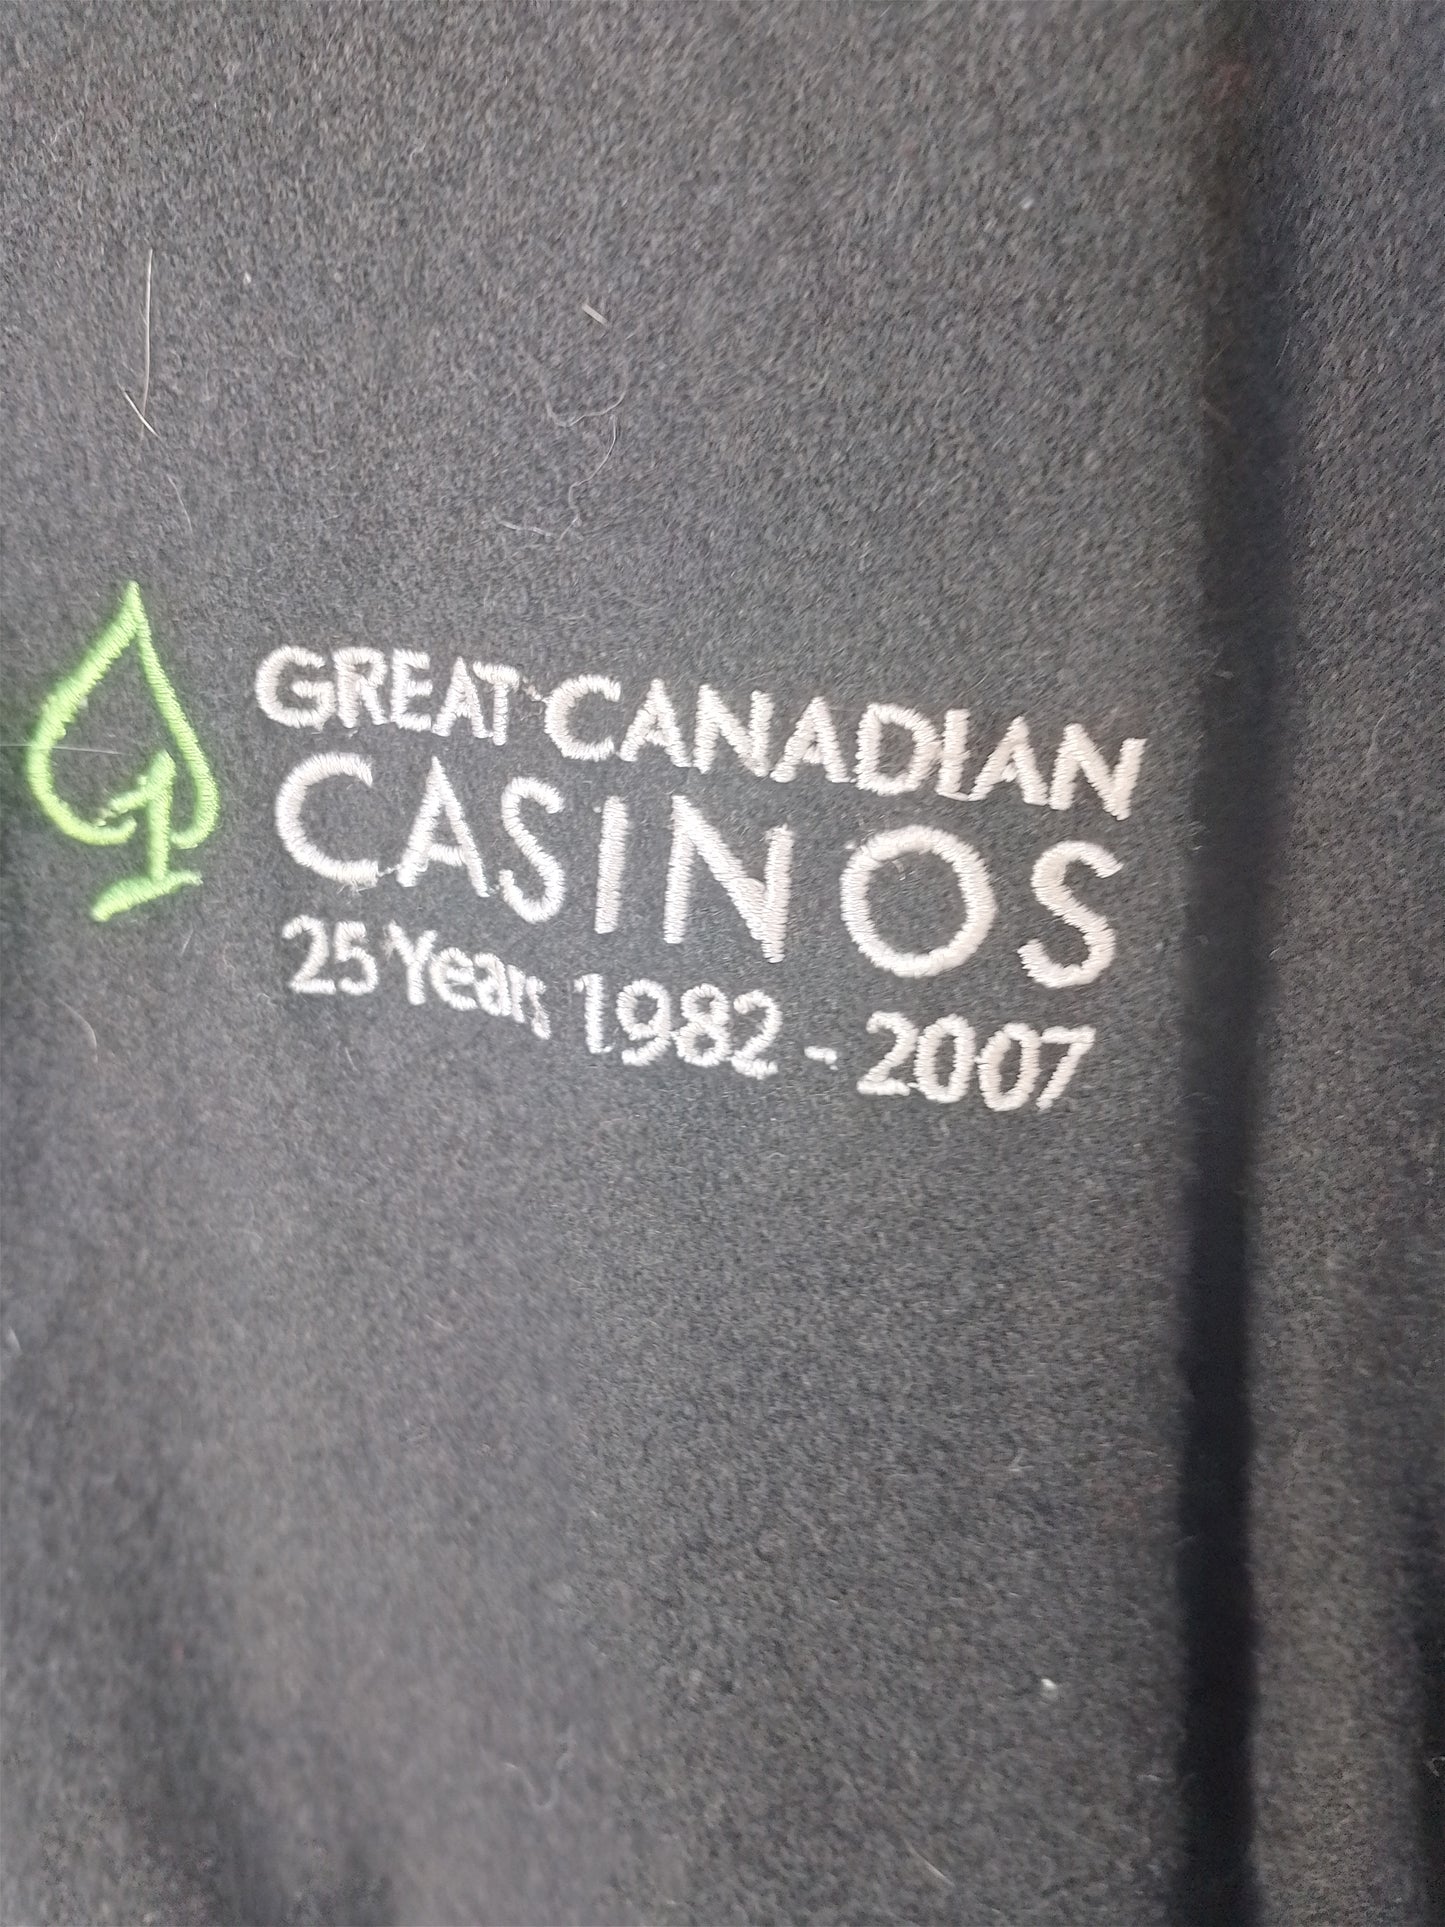 GREAT CANADIAN
CASINOS
25 Years 1982 - 2007